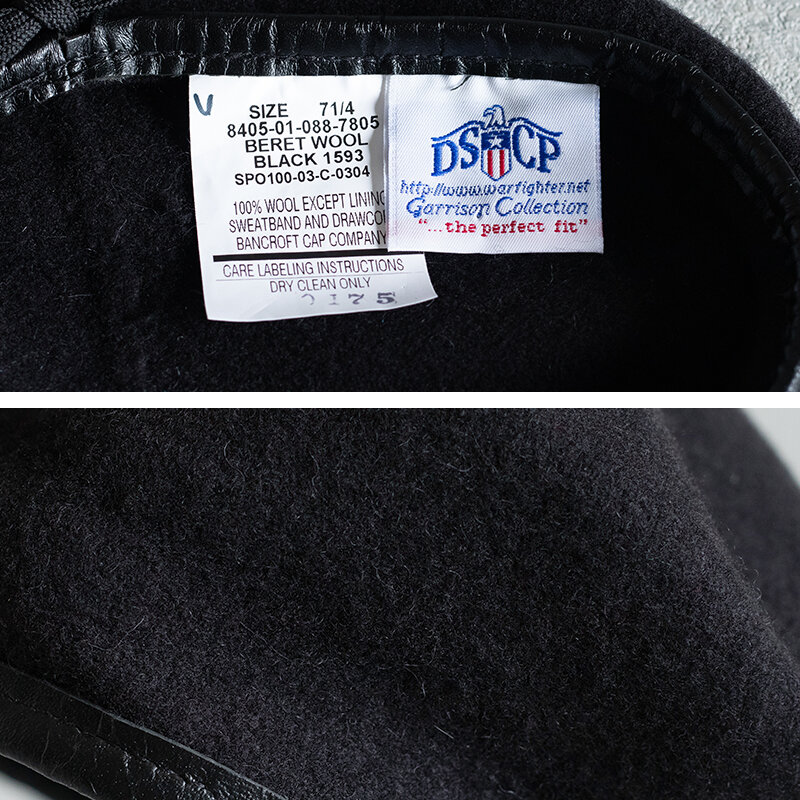 V
SIZE 71/4
8405-01-088-7805
BERET WOOL
BLACK 1593
SPO100-03-C-0304
100% WOOL EXCEPT LINING
SWEATBAND AND DRAWCO
BANCROFT CAP COMPANY
CARE LABELING INSTRUCTIONS
DRY CLEAN ONLY
0175
DSCP
http://www.warfighter.net
Garrison Collection
"...the perfect fit"